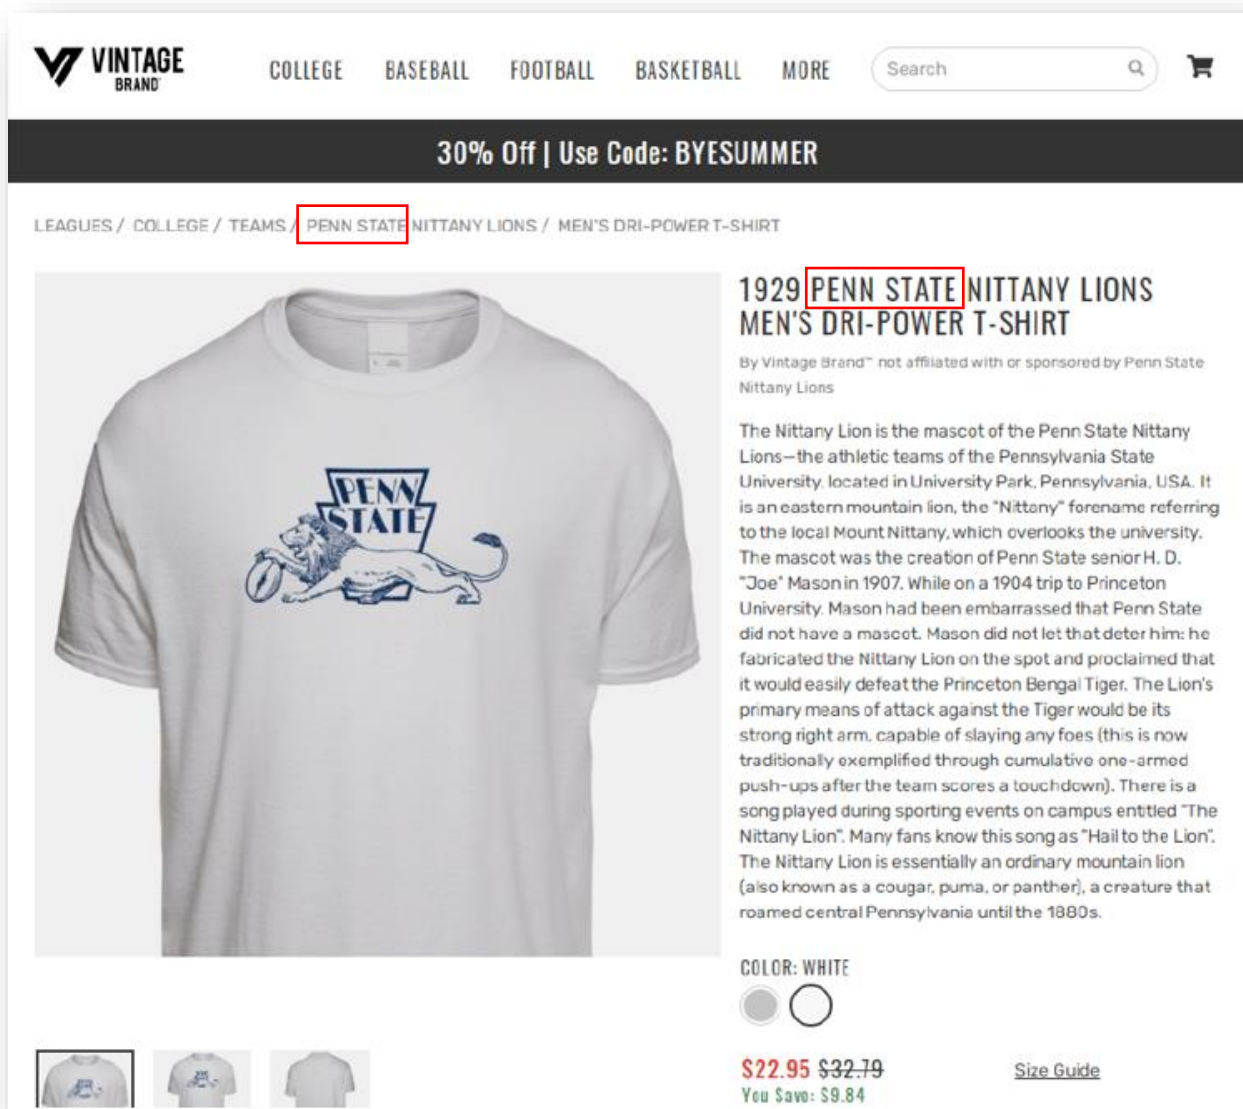 VINTAGE
BRAND
COLLEGE BASEBALL FOOTBALL BASKETBALL MORE Search
30% Off | Use Code: BYESUMMER
LEAGUES / COLLEGE / TEAMS / PENN STATE NITTANY LIONS / MEN'S DRI-POWER T-SHIRT
PENN
STATE
1929 PENN STATE NITTANY LIONS
MEN'S DRI-POWER T-SHIRT
By Vintage Brand™ not affiliated with or sponsored by Penn State
Nittany Lions
The Nittany Lion is the mascot of the Penn State Nittany
Lions—the athletic teams of the Pennsylvania State
University, located in University Park, Pennsylvania, USA. It
is an eastern mountain lion, the "Nittany" forename referring
to the local Mount Nittany, which overlooks the university.
The mascot was the creation of Penn State senior H. D.
"Joe" Mason in 1907. While on a 1904 trip to Princeton
University. Mason had been embarrassed that Penn State
did not have a mascot. Mason did not let that deter him: he
fabricated the Nittany Lion on the spot and proclaimed that
it would easily defeat the Princeton Bengal Tiger. The Lion's
primary means of attack against the Tiger would be its
strong right arm, capable of slaying any foes (this is now
traditionally exemplified through cumulative one-armed
push-ups after the team scores a touchdown). There is a
song played during sporting events on campus entitled "The
Nittany Lion". Many fans know this song as "Hail to the Lion".
The Nittany Lion is essentially an ordinary mountain lion
(also known as a cougar, puma, or panther), a creature that
roamed central Pennsylvania until the 1880s.
COLOR: WHITE
$22.95 $32.79 Size Guide
You Save: $9.84